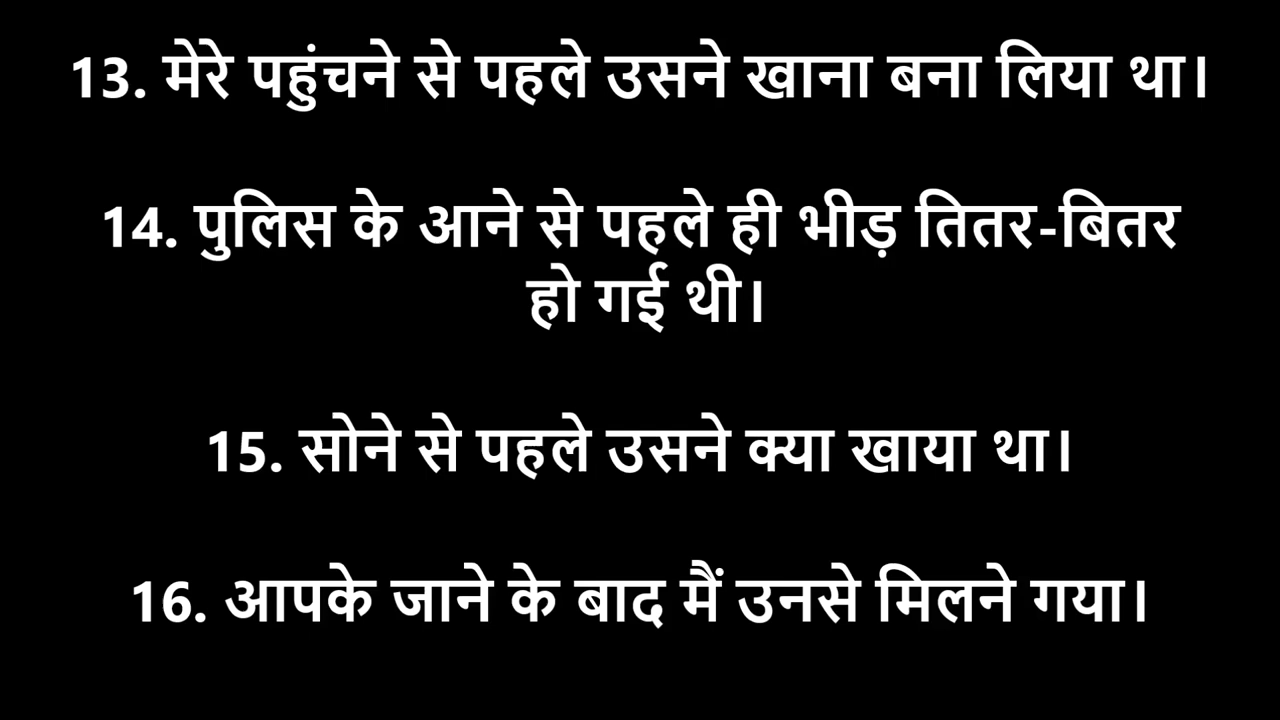 13. मेरे पहुंचने से पहले उसने खाना बना लिया था।
14. पुलिस के आने से पहले ही भीड़ तितर-बितर
हो गई थी।
15. सोने से पहले उसने क्या खाया था।
16. आपके जाने के बाद मैं उनसे मिलने गया।